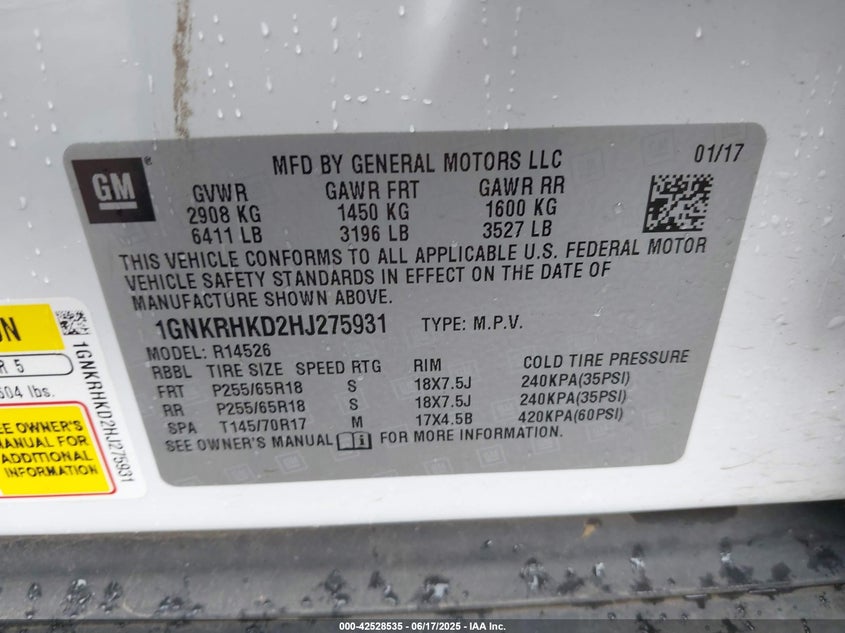 GM
®
MFD BY GENERAL MOTORS LLC
01/17
GVWR GAWR FRT GAWR RR
2908 KG 1450 KG 1600 KG
6411 LB 3196 LB 3527 LB
THIS VEHICLE CONFORMS TO ALL APPLICABLE U.S. FEDERAL MOTOR
VEHICLE SAFETY STANDARDS IN EFFECT ON THE DATE OF
MANUFACTURE SHOWN ABOVE.
1GNKRHKD2HJ275931 TYPE: M.P.V.
MODEL: R14526
RBBL TIRE SIZE SPEED RTG RIM COLD TIRE PRESSURE
FRT P255/65R18 S 18X7.5J 240KPA(35PSI)
RR P255/65R18 S 18X7.5J 240KPA(35PSI)
SPA T145/70R17 M 17X4.5B 420KPA(60PSI)
SEE OWNER'S MANUAL FOR MORE INFORMATION.
R 5
lbs.
EE OWNER'S
MANUAL FOR
ADDITIONAL
INFORMATION
1GNKRHKD2HJ275931
000-42528535 - 06/17/2025 - IAA Inc.